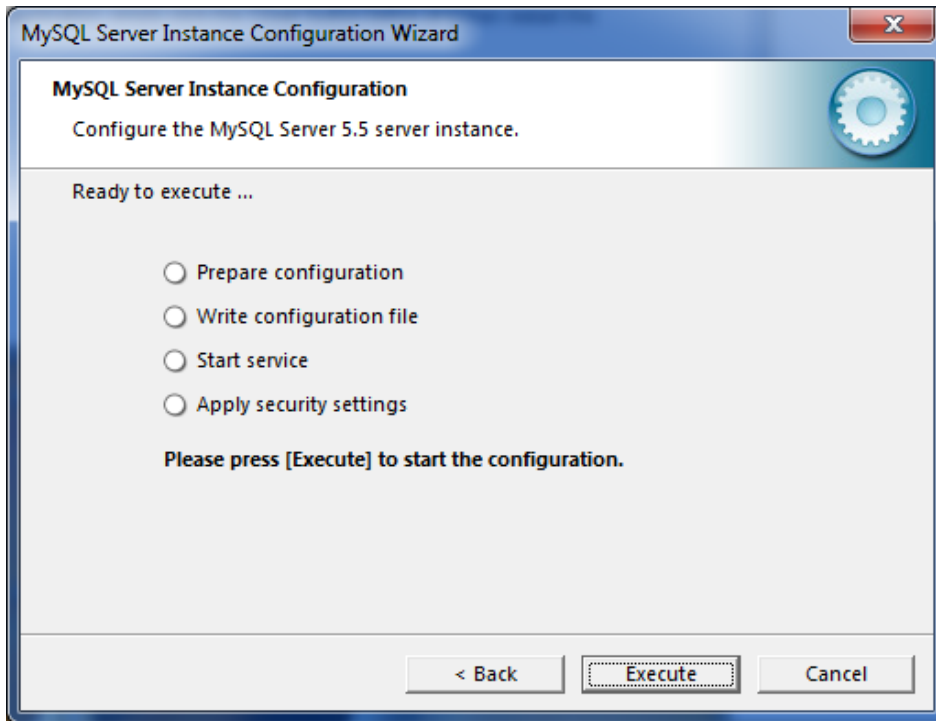 MySQL Server Instance Configuration Wizard
MySQL Server Instance Configuration
Configure the MySQL Server 5.5 server instance.
Ready to execute ...
Prepare configuration
Write configuration file
Start service
Apply security settings
Please press [Execute] to start the configuration.
< Back Execute Cancel